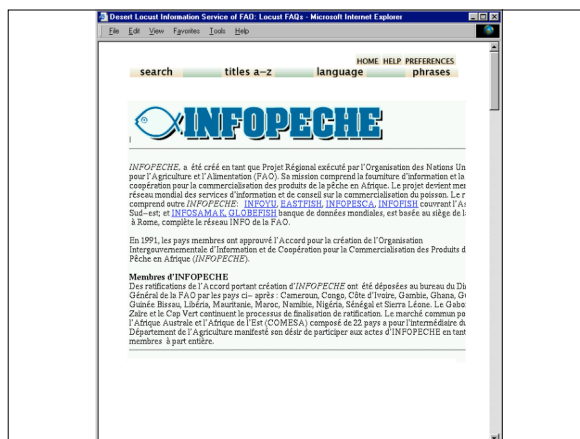 Desert Locust Information Service of FAO: Locust FAQs - Microsoft Internet Explorer
File Edit View Favorites Tools Help
HOME HELP PREFERENCES
search titles a-z language phrases
INFOPECHE
INFOPECHE, a été créé en tant que Projet Régional exécuté par l'Organisation des Nations Un
pour l'Agriculture et l'Alimentation (FAO). Sa mission comprend la fourniture d'information et la
coopération pour la commercialisation des produits de la pêche en Afrique. Le projet devient mem
réseau mondial des services d'information et de conseil sur la commercialisation du poisson. Le r
comprend outre INFOPECHE: INFOYU, EASTFISH, INFOPESCA, INFOFISH couvrant l'As
Sud-est; et INFOSAMAK, GLOBEFISH banque de données mondiales, est basée au siège de la
à Rome, complète le réseau INFO de la FAO.
En 1991, les pays membres ont approuvé l'Accord pour la création de l'Organisation
Intergouvernementale d'Information et de Coopération pour la Commercialisation des Produits d
Pêche en Afrique (INFOPECHE).
Membres d'INFOPECHE
Des ratifications de l'Accord portant création d'INFOPECHE ont été déposées au bureau du Di
Général de la FAO par les pays ci- après : Cameroun, Congo, Côte d'Ivoire, Gambie, Ghana, G
Guinée Bissau, Libéria, Mauritanie, Maroc, Namibie, Nigéria, Sénégal et Sierra Léone. Le Gabo
Zaïre et le Cap Vert continuent le processus de finalisation de ratification. Le marché commun po
l'Afrique Australe et l'Afrique de l'Est (COMESA) composé de 22 pays a pour l'intermédiaire du
Département de l'Agriculture manifesté son désir de participer aux actes d'INFOPECHE en tant
membres à part entière.